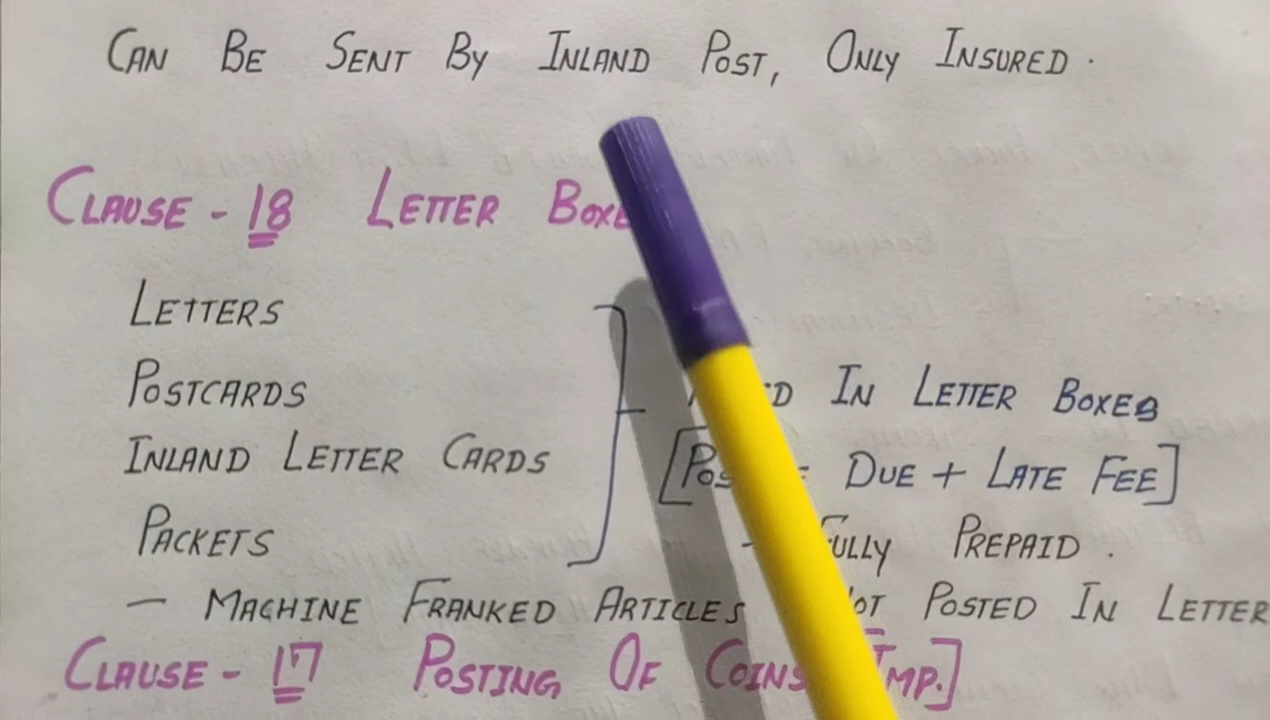 CAN BE SENT BY INLAND POST, ONLY INSURED.
CLAUSE - 18 LETTER
LETTERS
POSTCARDS IN LETTER BOXES
INLAND LETTER CARDS DUE + LATE FEE]
PACKETS PREPAID.
- MACHINE FRANKED ARTICLES POSTED IN LETTER
CLAUSE - 17 POSTING OF COINS